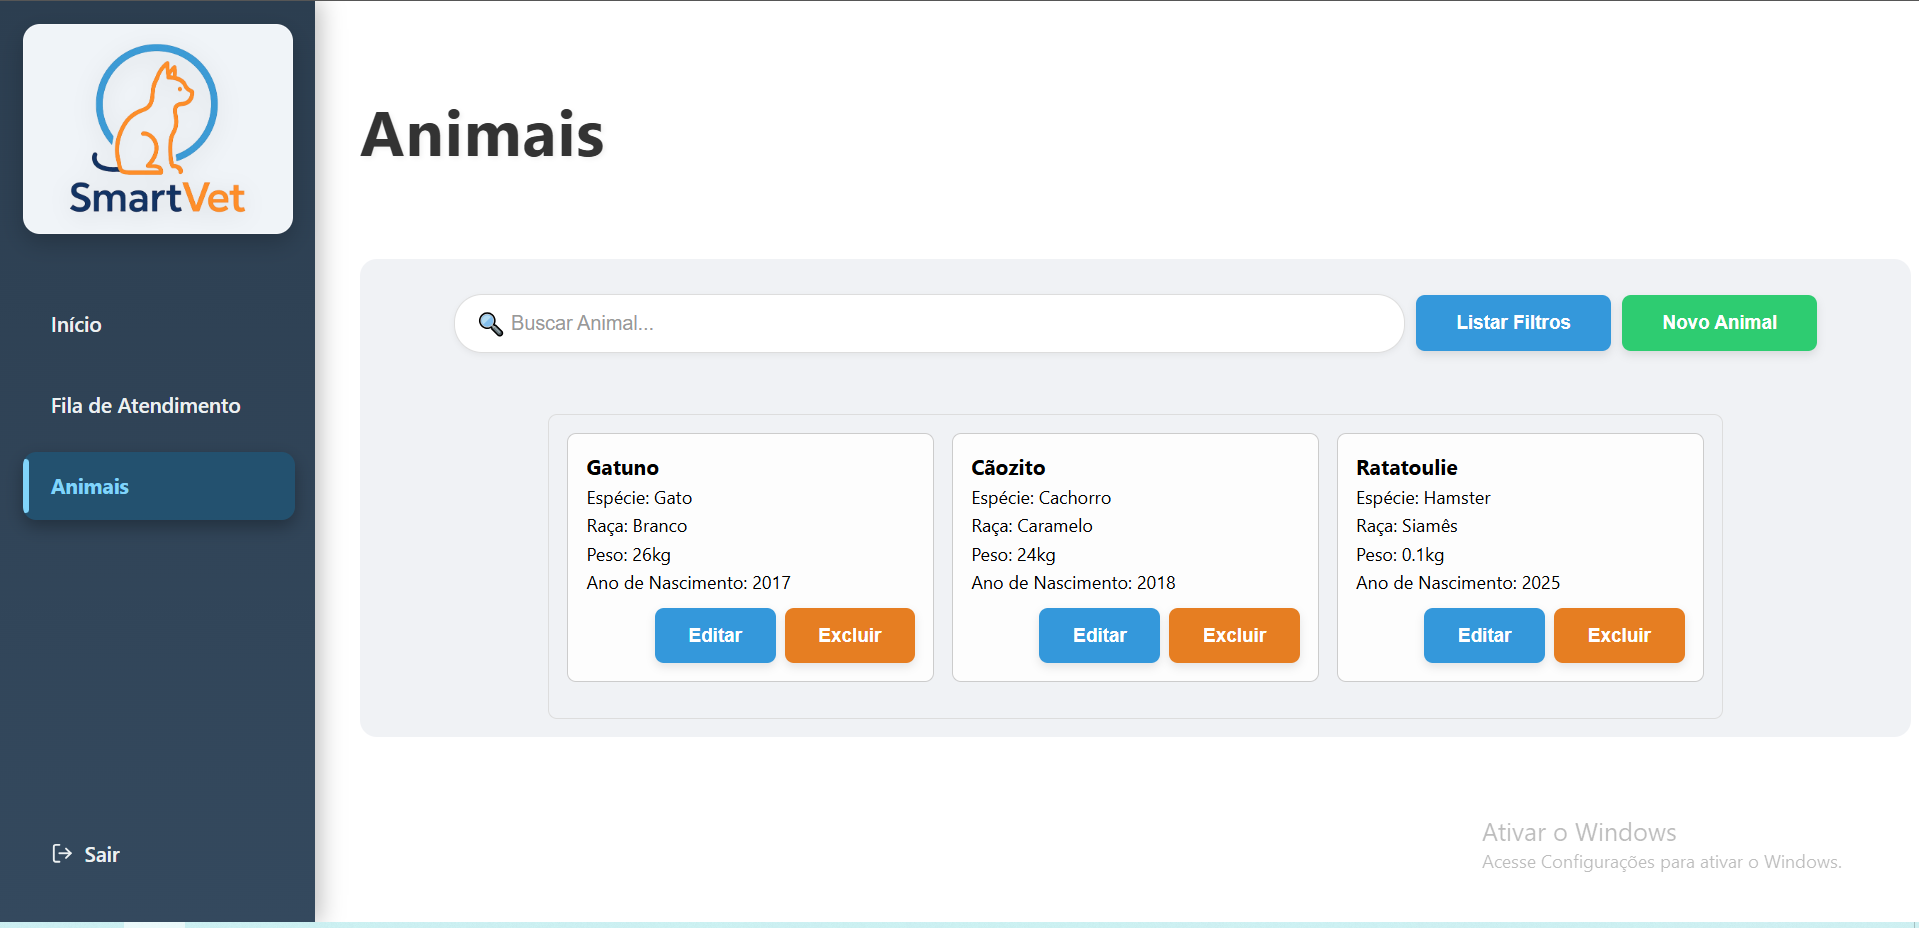 SmartVet
Início
Fila de Atendimento
Animais
Sair
Animais
Buscar Animal...
Listar Filtros
Novo Animal
Gatuno
Espécie: Gato
Raça: Branco
Peso: 26kg
Ano de Nascimento: 2017
Editar
Excluir
Cãozito
Espécie: Cachorro
Raça: Caramelo
Peso: 24kg
Ano de Nascimento: 2018
Editar
Excluir
Ratatoulie
Espécie: Hamster
Raça: Siamês
Peso: 0.1kg
Ano de Nascimento: 2025
Editar
Excluir
Ativar o Windows
Acesse Configurações para ativar o Windows.